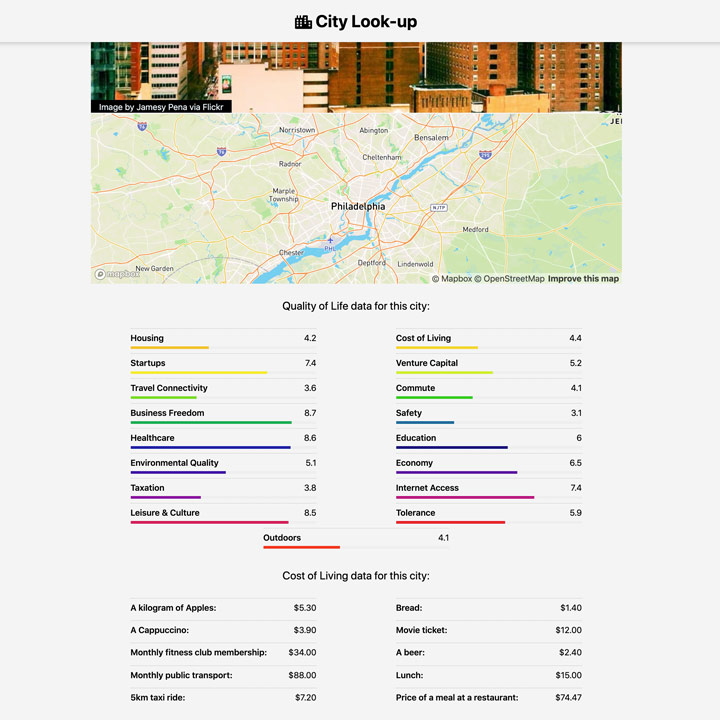 City Look-up
Image by Jamesy Pena via Flickr
JE
76
Norristown
Abington
Bensalem
76
295
Radnor
Cheltenham
Marple
Township
Philadelphia
NJTP
Medford
PHL
Chester
Deptford
Lindenwold
New Garden
mapbox
© Mapbox © OpenStreetMap Improve this map
Quality of Life data for this city:
Housing 4.2
Cost of Living 4.4
Startups 7.4
Venture Capital 5.2
Travel Connectivity 3.6
Commute 4.1
Business Freedom 8.7
Safety 3.1
Healthcare 8.6
Education 6
Environmental Quality 5.1
Economy 6.5
Taxation 3.8
Internet Access 7.4
Leisure & Culture 8.5
Tolerance 5.9
Outdoors 4.1
Cost of Living data for this city:
A kilogram of Apples: $5.30
Bread: $1.40
A Cappuccino: $3.90
Movie ticket: $12.00
Monthly fitness club membership: $34.00
A beer: $2.40
Monthly public transport: $88.00
Lunch: $15.00
5km taxi ride: $7.20
Price of a meal at a restaurant: $74.47